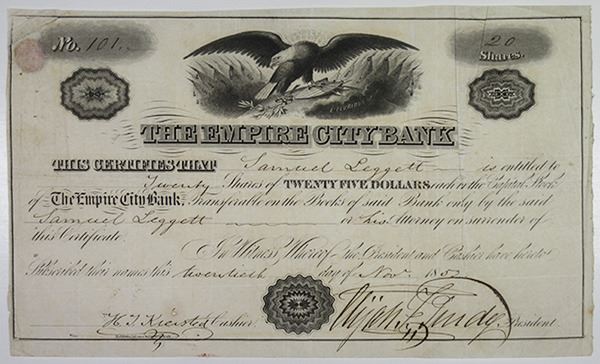 No. 101.
20
Shares.
THE EMPIRE CITY BANK
THIS CERTIFIES THAT Samuel Leggett is entitled to
Twenty Shares of TWENTY FIVE DOLLARS each in the Capital Stock
of The Empire City Bank. Transferable on the Books of said Bank only by the said
Samuel Leggett or his Attorney on surrender of
this Certificate.
In Witness Whereof the President and Cashier have hereto
Subscribed their names this twentieth day of Novr. 185
Cashier. President.